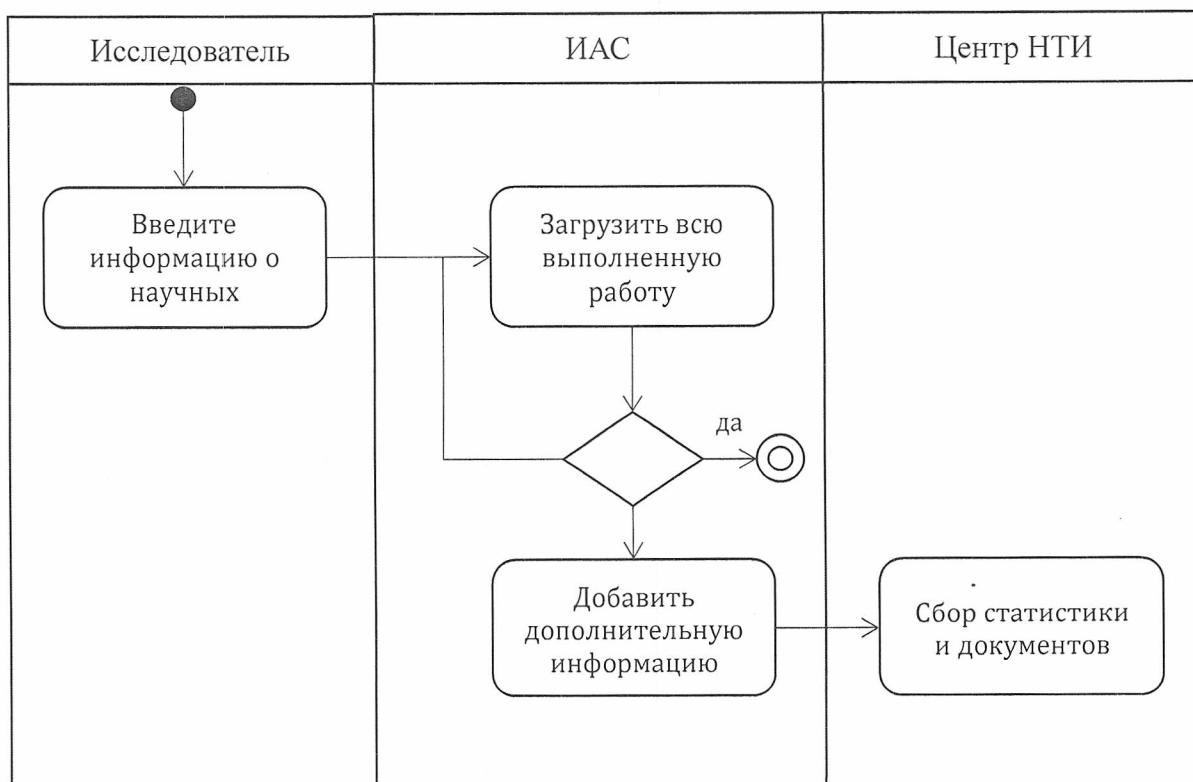 Исследователь
ИАС
Центр НТИ
Введите
информацию о
научных
Загрузить всю
выполненную
работу
да
Добавить
дополнительную
информацию
Сбор статистики
и документов